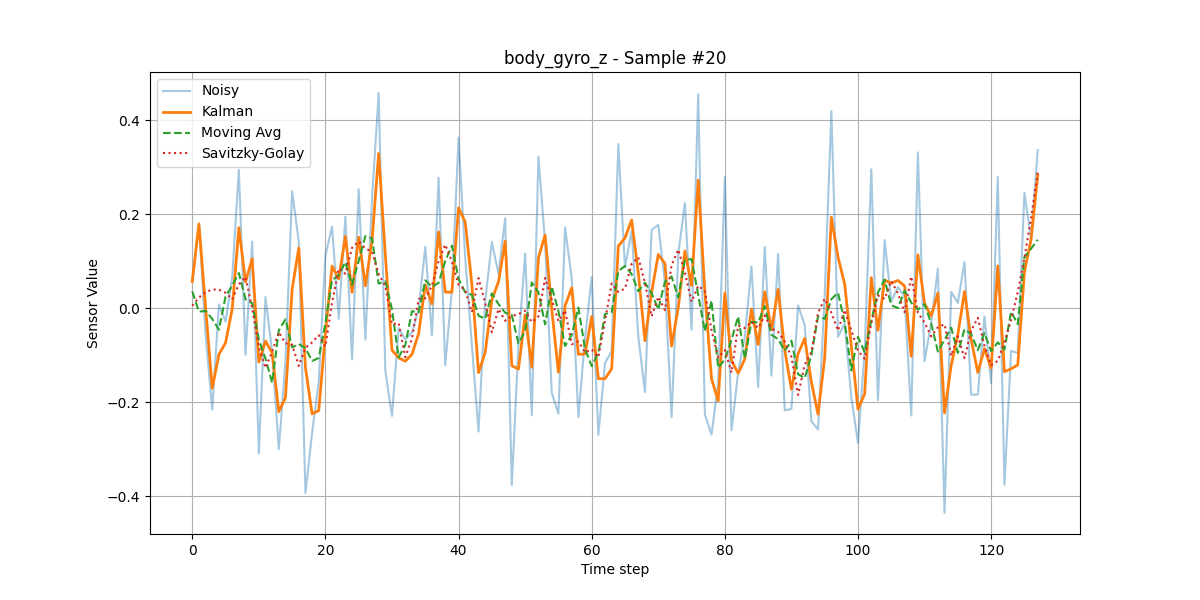 body_gyro_z - Sample #20
Noisy
Kalman
Moving Avg
Savitzky-Golay
0.4
0.2
0.0
−0.2
−0.4
Sensor Value
0 20 40 60 80 100 120
Time step